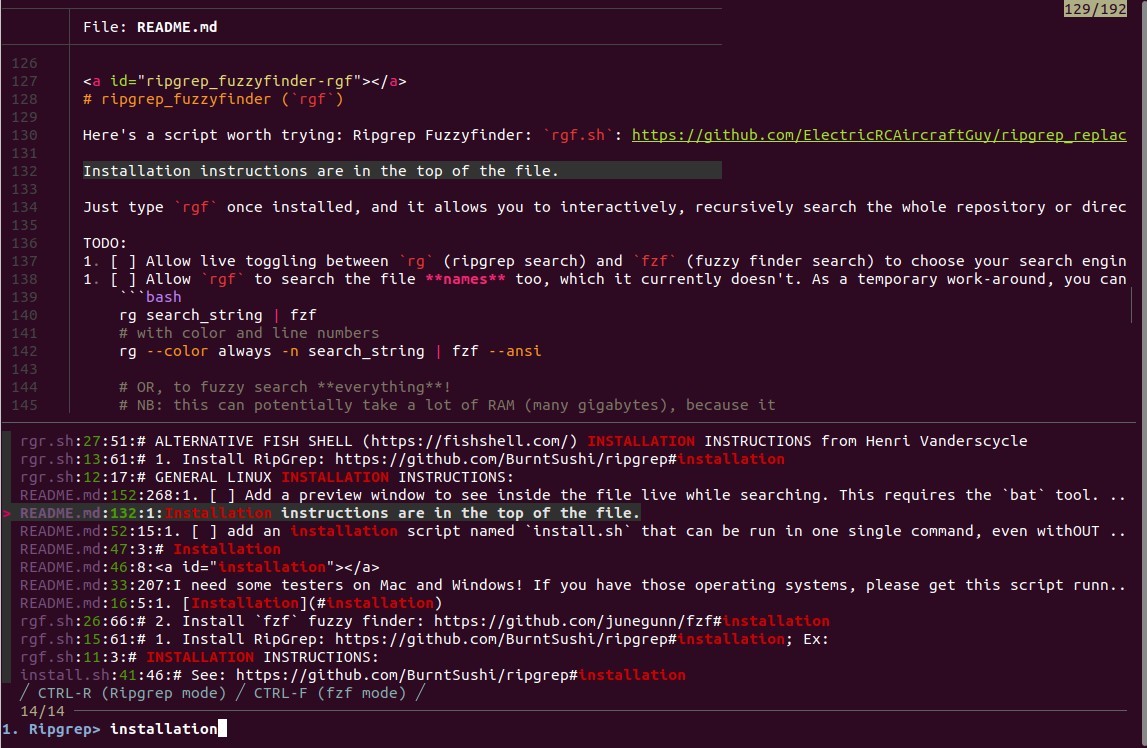 129/192
File: README.md
126
127 <a id="ripgrep_fuzzyfinder-rgf"></a>
128 # ripgrep_fuzzyfinder (`rgf`)
129
130 Here's a script worth trying: Ripgrep Fuzzyfinder: `rgf.sh`: https://github.com/ElectricRCAircraftGuy/ripgrep_replac
131
132 Installation instructions are in the top of the file.
133
134 Just type `rgf` once installed, and it allows you to interactively, recursively search the whole repository or direc
135
136 TODO:
137 1. [ ] Allow live toggling between `rg` (ripgrep search) and `fzf` (fuzzy finder search) to choose your search engin
138 1. [ ] Allow `rgf` to search the file **names** too, which it currently doesn't. As a temporary work-around, you can
139 ```bash
140 rg search_string | fzf
141 # with color and line numbers
142 rg --color always -n search_string | fzf --ansi
143
144 # OR, to fuzzy search **everything**!
145 # NB: this can potentially take a lot of RAM (many gigabytes), because it
rgr.sh:27:51:# ALTERNATIVE FISH SHELL (https://fishshell.com/) INSTALLATION INSTRUCTIONS from Henri Vanderscycle
rgr.sh:13:61:# 1. Install RipGrep: https://github.com/BurntSushi/ripgrep#installation
rgr.sh:12:17:# GENERAL LINUX INSTALLATION INSTRUCTIONS:
README.md:152:268:1. [ ] Add a preview window to see inside the file live while searching. This requires the `bat` tool. ..
> README.md:132:1:Installation instructions are in the top of the file.
README.md:52:15:1. [ ] add an installation script named `install.sh` that can be run in one single command, even withOUT ..
README.md:47:3:# Installation
README.md:46:8:<a id="installation"></a>
README.md:33:207:I need some testers on Mac and Windows! If you have those operating systems, please get this script runn..
README.md:16:5:1. [Installation](#installation)
rgf.sh:26:66:# 2. Install `fzf` fuzzy finder: https://github.com/junegunn/fzf#installation
rgf.sh:15:61:# 1. Install RipGrep: https://github.com/BurntSushi/ripgrep#installation; Ex:
rgf.sh:11:3:# INSTALLATION INSTRUCTIONS:
install.sh:41:46:# See: https://github.com/BurntSushi/ripgrep#installation
╱ CTRL-R (Ripgrep mode) ╱ CTRL-F (fzf mode) ╱
14/14
1. Ripgrep> installation